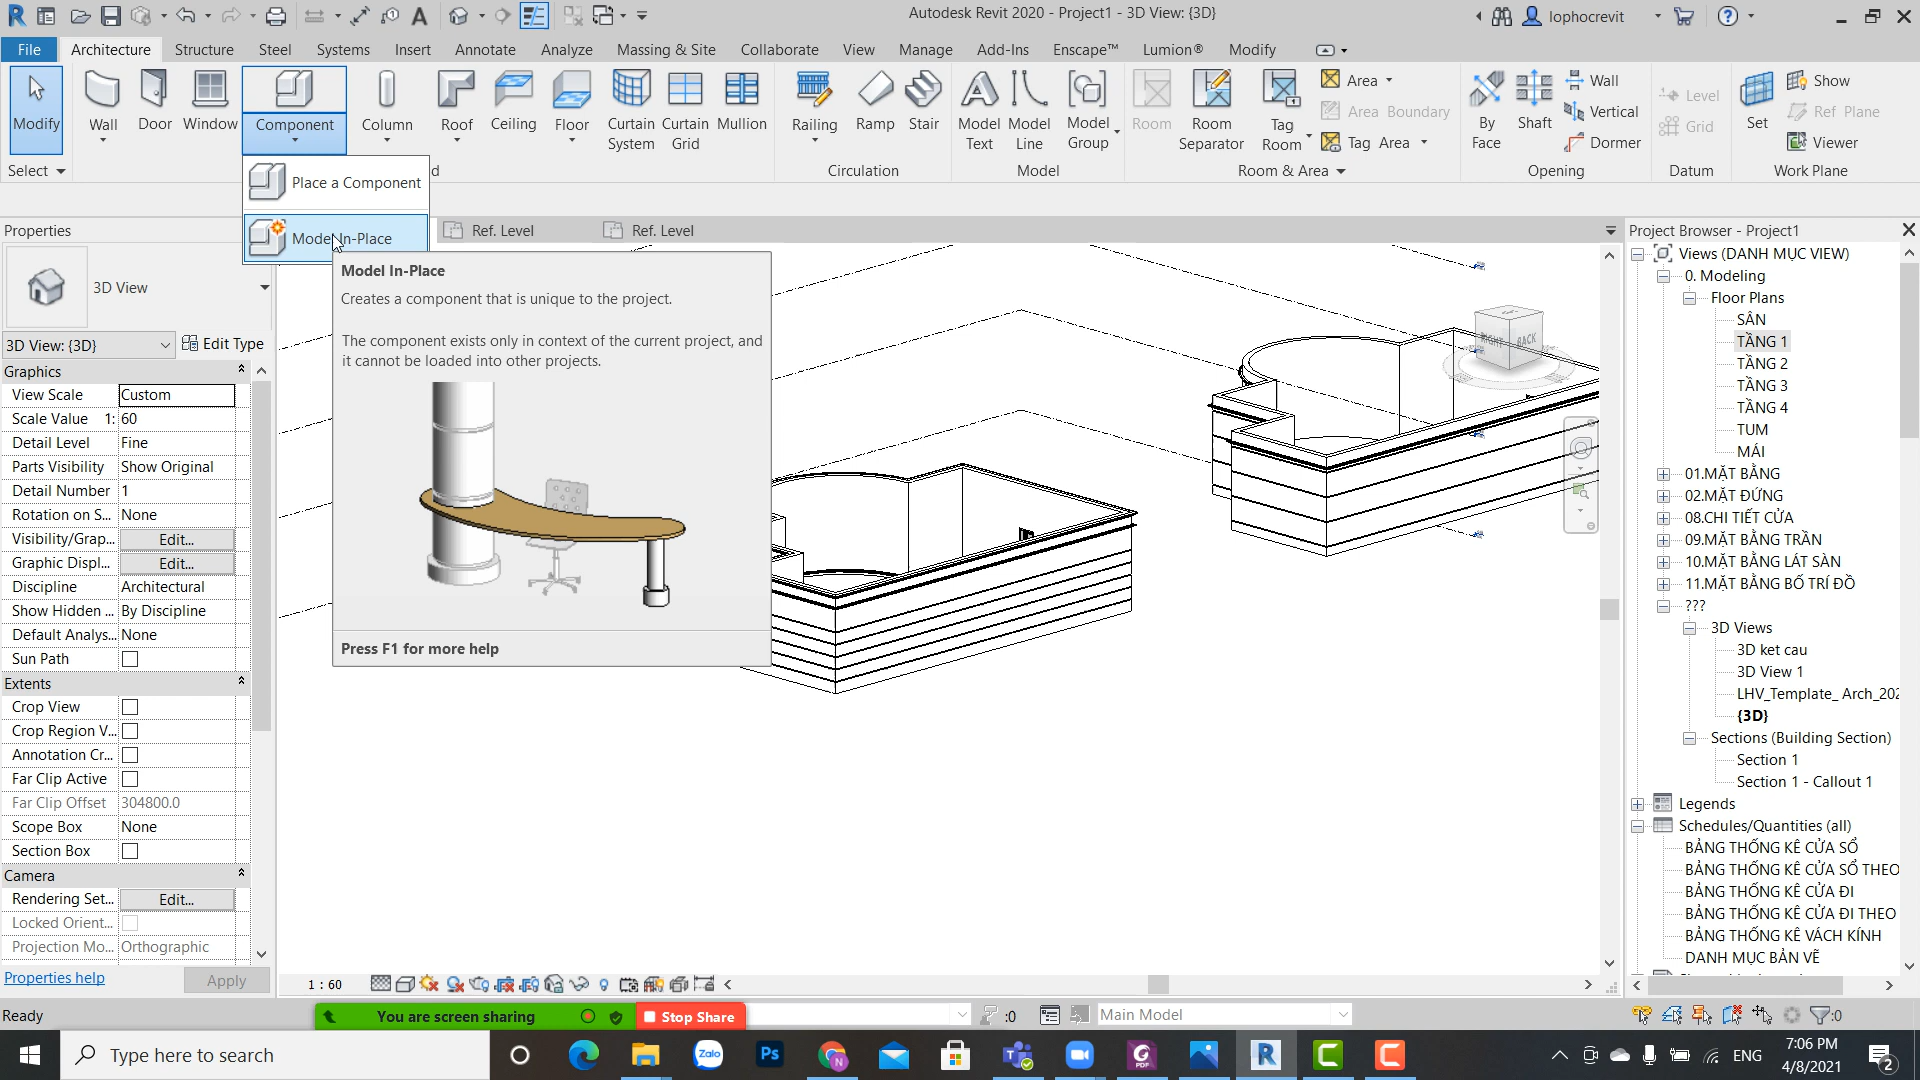 Autodesk Revit 2020 - Project1 - 3D View: {3D}
lophocrevit
File Architecture Structure Steel Systems Insert Annotate Analyze Massing & Site Collaborate View Manage Add-Ins Enscape™ Lumion® Modify
Modify
Wall
Door
Window
Component
Column
Roof
Ceiling
Floor
Curtain System
Curtain Grid
Mullion
Railing
Ramp
Stair
Model Text
Model Line
Model Group
Room
Room Separator
Tag Room
Area
Area Boundary
Tag Area
By Face
Shaft
Wall
Vertical
Dormer
Level
Grid
Set
Show
Ref Plane
Viewer
Select
d
Circulation
Model
Room & Area
Opening
Datum
Work Plane
Place a Component
Model In-Place
Ref. Level
Ref. Level
Model In-Place
Creates a component that is unique to the project.
The component exists only in context of the current project, and
it cannot be loaded into other projects.
Press F1 for more help
RIGHT BACK
Properties
3D View
3D View: {3D} Edit Type
Graphics
View Scale Custom
Scale Value 1: 60
Detail Level Fine
Parts Visibility Show Original
Detail Number 1
Rotation on S... None
Visibility/Grap... Edit...
Graphic Displ... Edit...
Discipline Architectural
Show Hidden ... By Discipline
Default Analys... None
Sun Path
Extents
Crop View
Crop Region V...
Annotation Cr...
Far Clip Active
Far Clip Offset 304800.0
Scope Box None
Section Box
Camera
Rendering Set... Edit...
Locked Orient...
Projection Mo... Orthographic
Properties help Apply
1 : 60
Project Browser - Project1
Views (DANH MỤC VIEW)
0. Modeling
Floor Plans
SÂN
TẦNG 1
TẦNG 2
TẦNG 3
TẦNG 4
TUM
MÁI
01.MẶT BẰNG
02.MẶT ĐỨNG
08.CHI TIẾT CỬA
09.MẶT BẰNG TRẦN
10.MẶT BẰNG LÁT SÀN
11.MẶT BẰNG BỐ TRÍ ĐỒ
???
3D Views
3D ket cau
3D View 1
LHV_Template_ Arch_202
{3D}
Sections (Building Section)
Section 1
Section 1 - Callout 1
Legends
Schedules/Quantities (all)
BẢNG THỐNG KÊ CỬA SỔ
BẢNG THỐNG KÊ CỬA SỔ THEO
BẢNG THỐNG KÊ CỬA ĐI
BẢNG THỐNG KÊ CỬA ĐI THEO
BẢNG THỐNG KÊ VÁCH KÍNH
DANH MỤC BẢN VẼ
Ready
You are screen sharing Stop Share
:0
Main Model
:0
Type here to search
Zalo
Ps
N
PDF
R
C
C
ENG
7:06 PM
4/8/2021
2